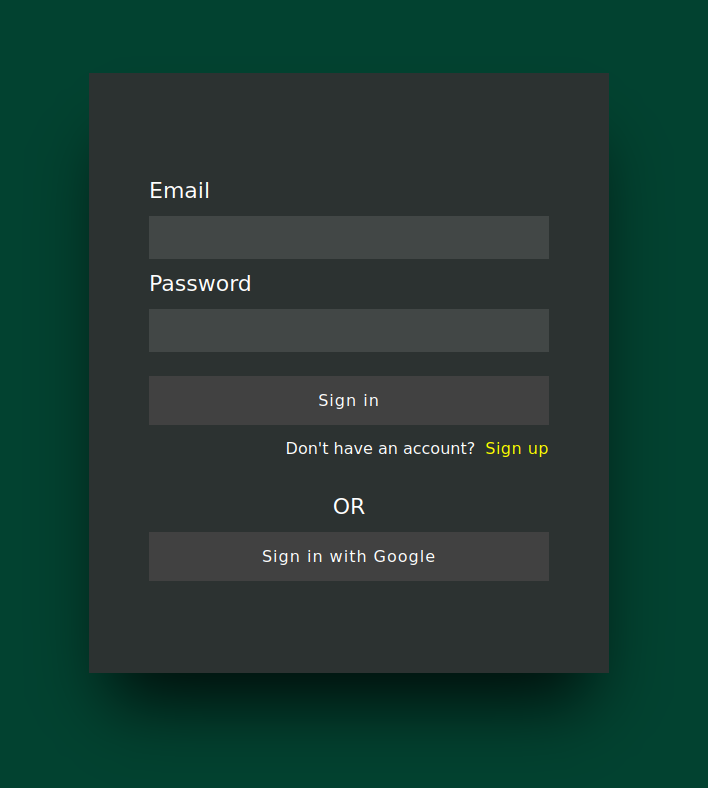 Email
Password
Sign in
Don't have an account? Sign up
OR
Sign in with Google